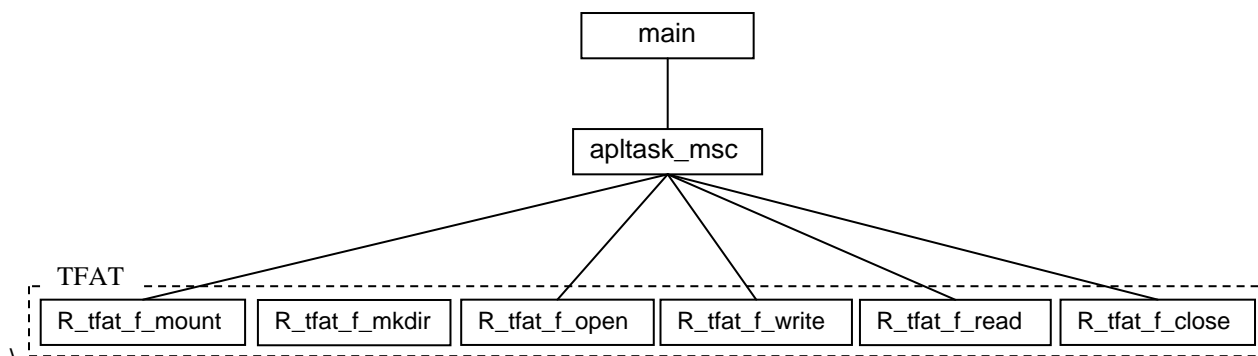 main
apltask_msc
TFAT
R_tfat_f_mount
R_tfat_f_mkdir
R_tfat_f_open
R_tfat_f_write
R_tfat_f_read
R_tfat_f_close
\